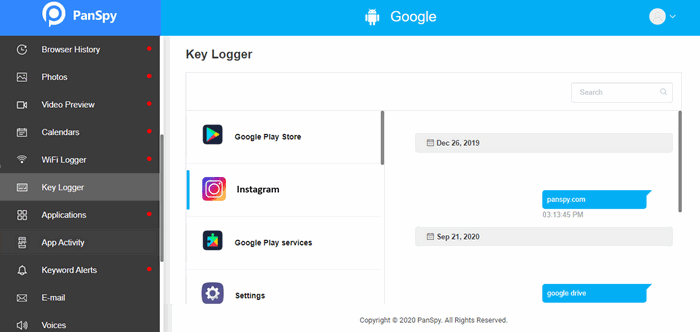 PanSpy
Google
Browser History
Photos
Video Preview
Calendars
WiFi Logger
Key Logger
Applications
App Activity
Keyword Alerts
E-mail
Voices
Key Logger
Search
Google Play Store
Instagram
Google Play services
Settings
Dec 26, 2019
panspy.com
03:13:45 PM
Sep 21, 2020
google drive
Copyright © 2020 PanSpy. All Rights Reserved.